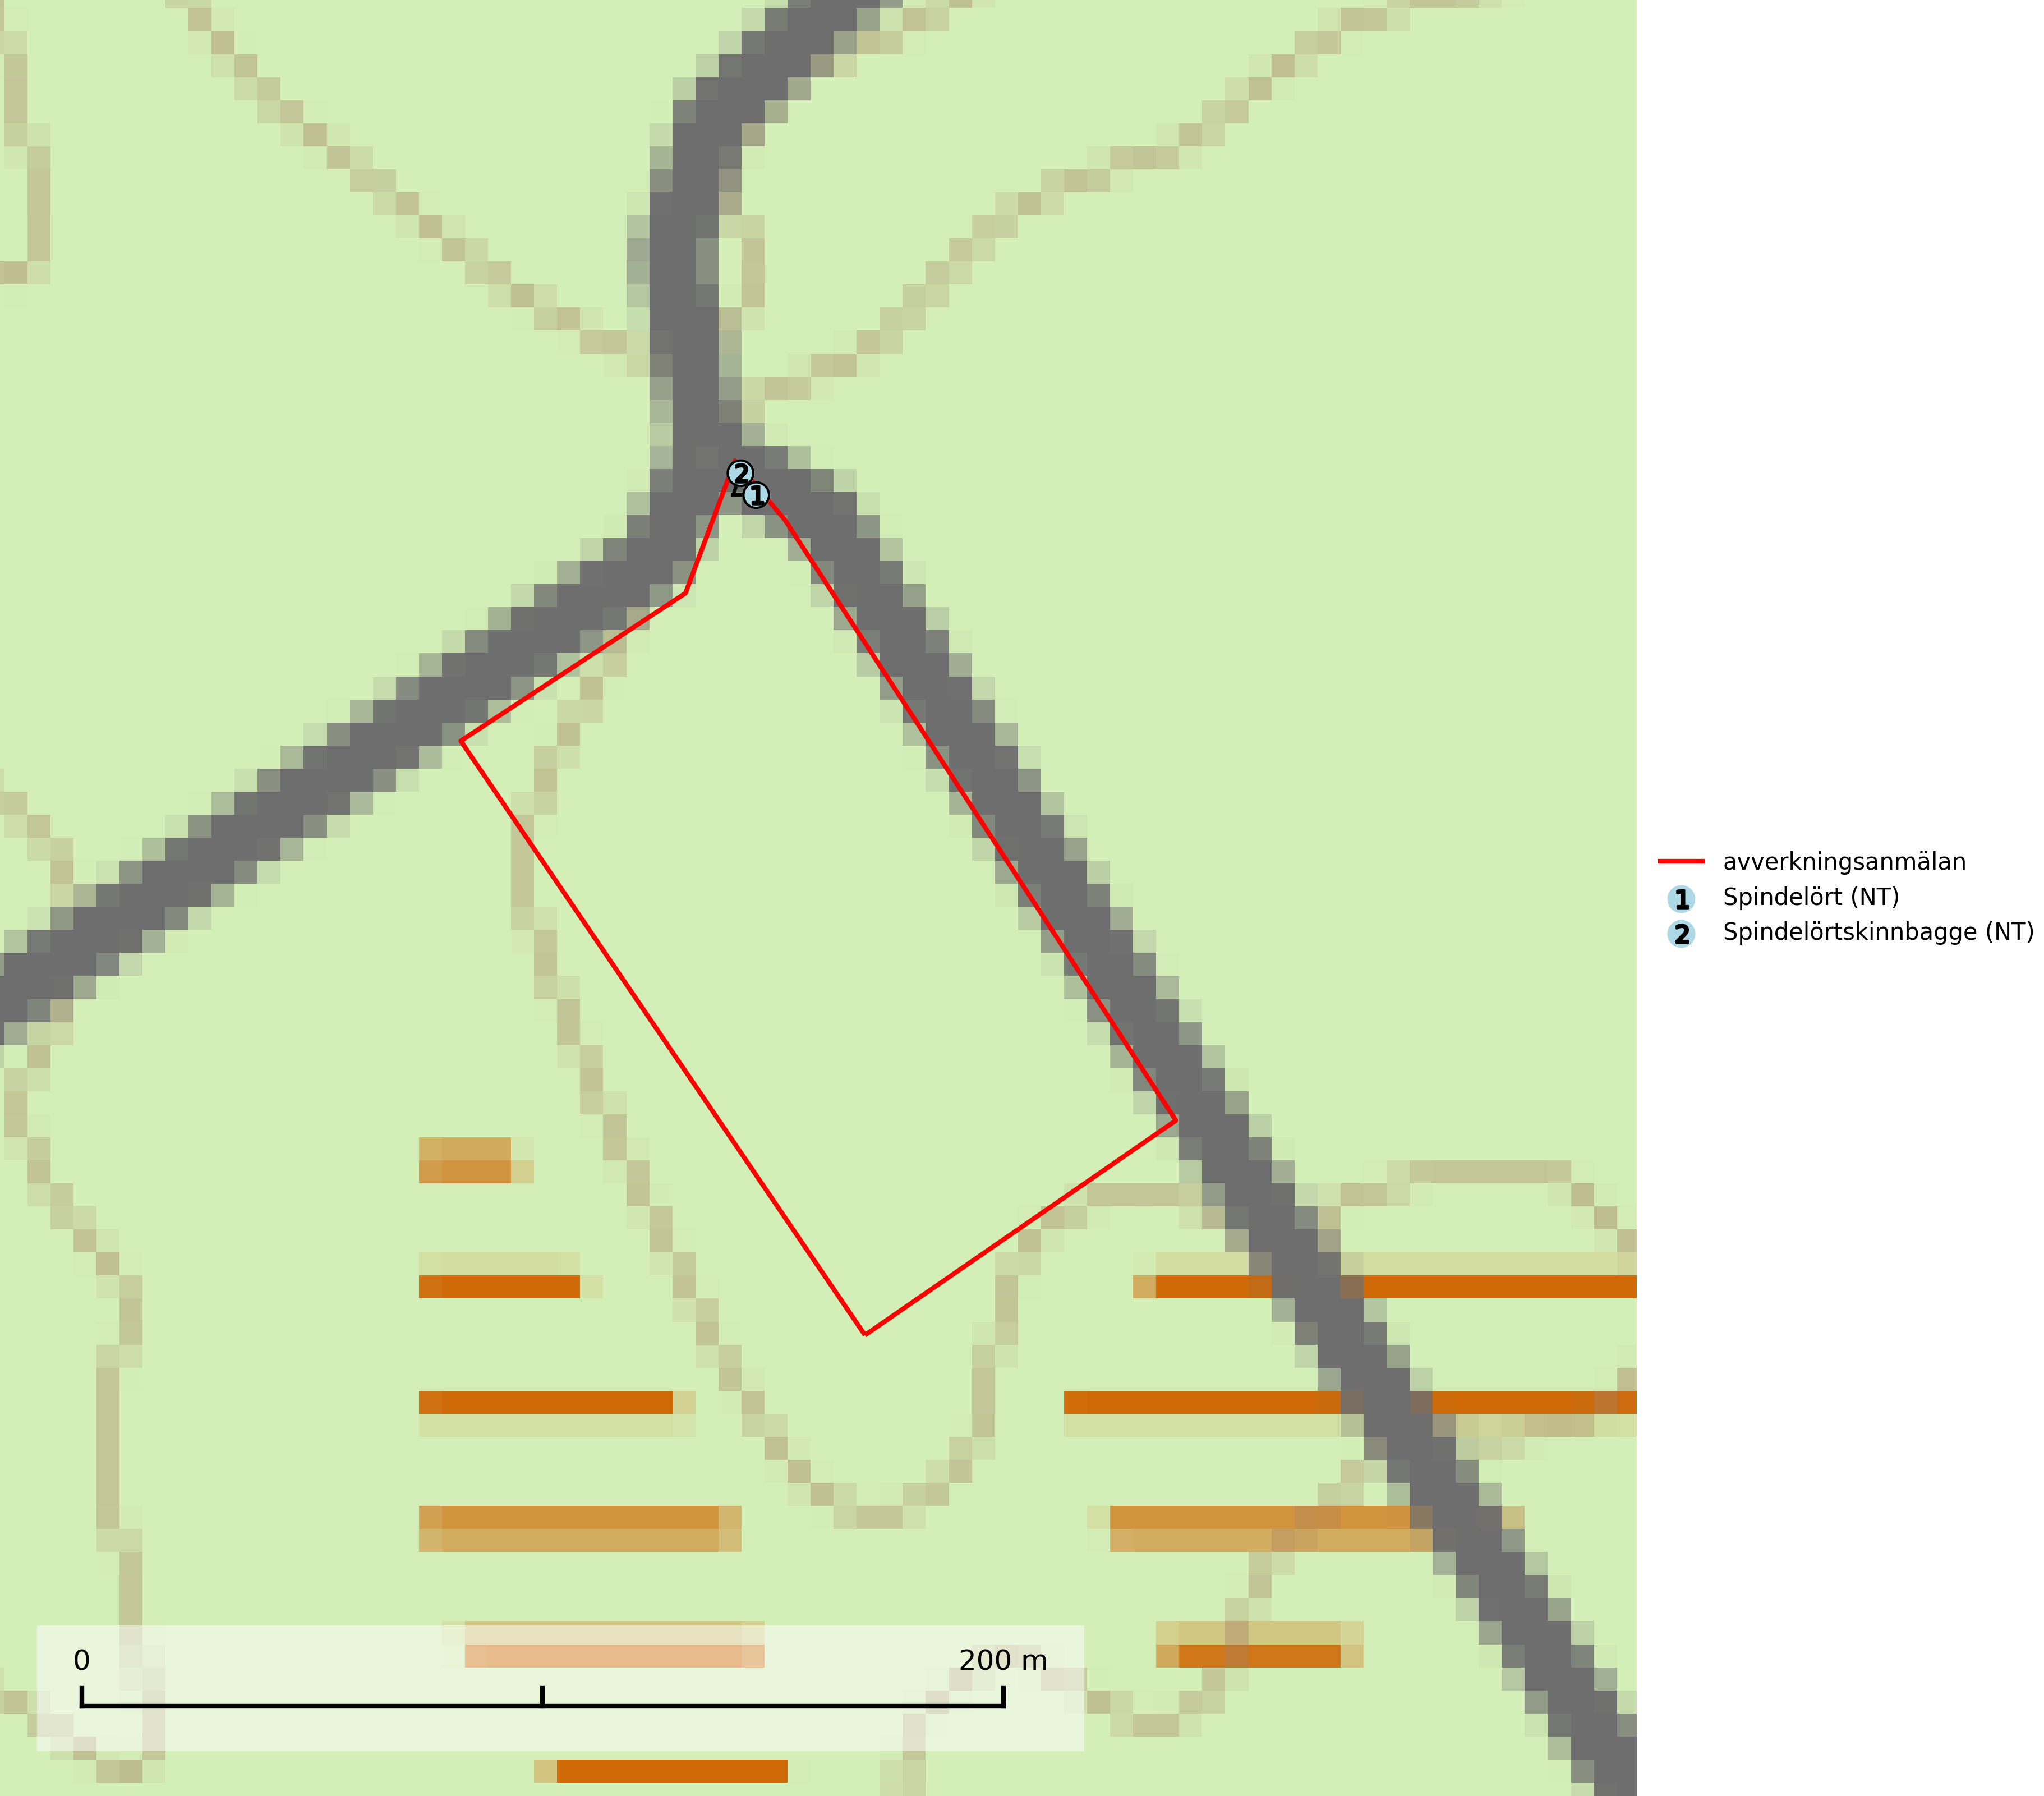 2
1
avverkningsanmälan
1 Spindelört (NT)
2 Spindelörtskinnbagge (NT)
0 200 m